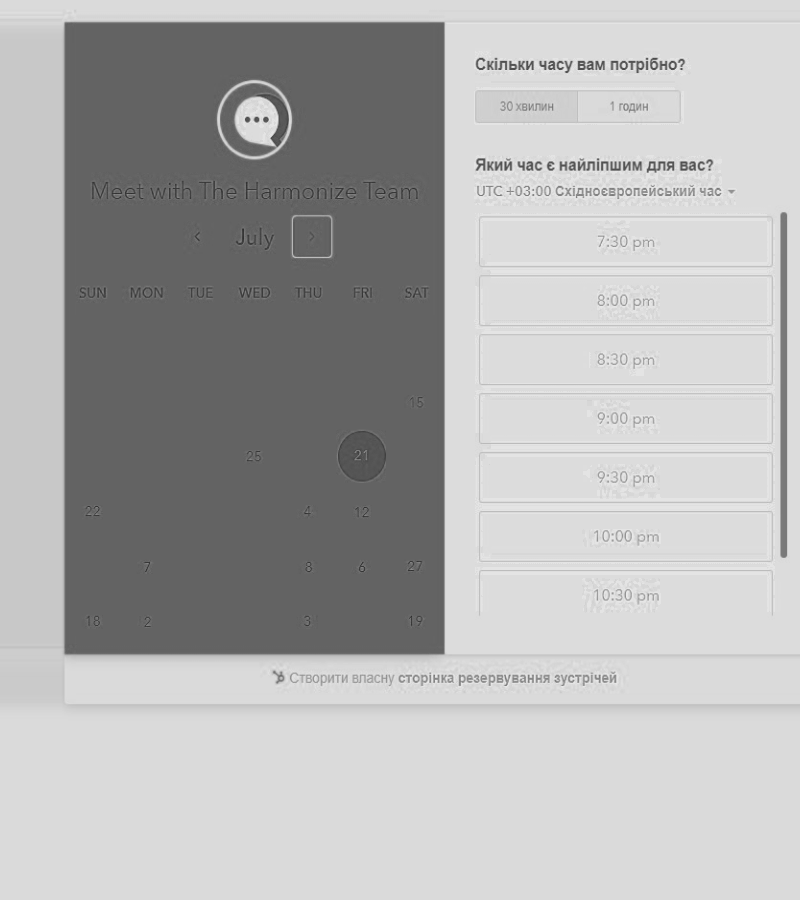 Meet with The Harmonize Team
July
SUN MON TUE WED THU FRI SAT
15
25 21
22 4 12
7 8 6 27
18 2 3 19
Скільки часу вам потрібно?
30 хвилин 1 годин
Який час є найліпшим для вас?
UTC +03:00 Східноєвропейський час
7:30 pm
8:00 pm
8:30 pm
9:00 pm
9:30 pm
10:00 pm
10:30 pm
Створити власну сторінка резервування зустрічей